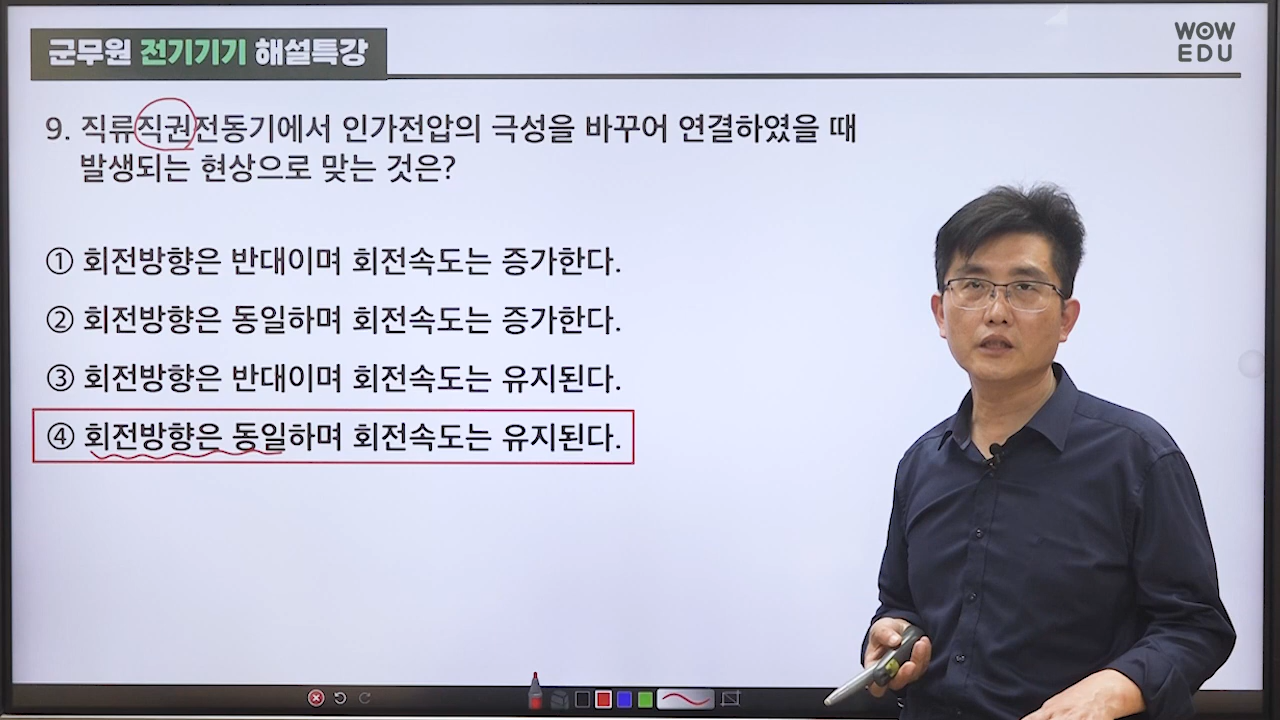 군무원 전기기기 해설특강
WOW
EDU
9. 직류직권전동기에서 인가전압의 극성을 바꾸어 연결하였을 때
발생되는 현상으로 맞는 것은?
① 회전방향은 반대이며 회전속도는 증가한다.
② 회전방향은 동일하며 회전속도는 증가한다.
③ 회전방향은 반대이며 회전속도는 유지된다.
④ 회전방향은 동일하며 회전속도는 유지된다.